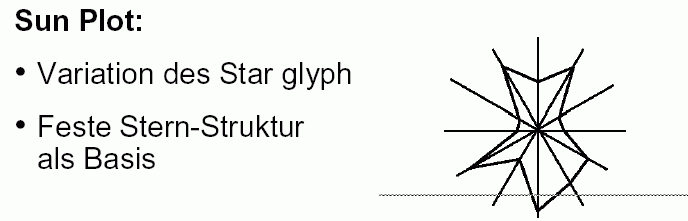 Sun Plot:
• Variation des Star glyph
• Feste Stern-Struktur
als Basis